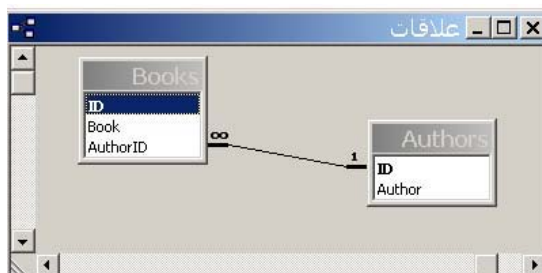 علاقات
Books
ID
Book
AuthorID
∞
1
Authors
ID
Author